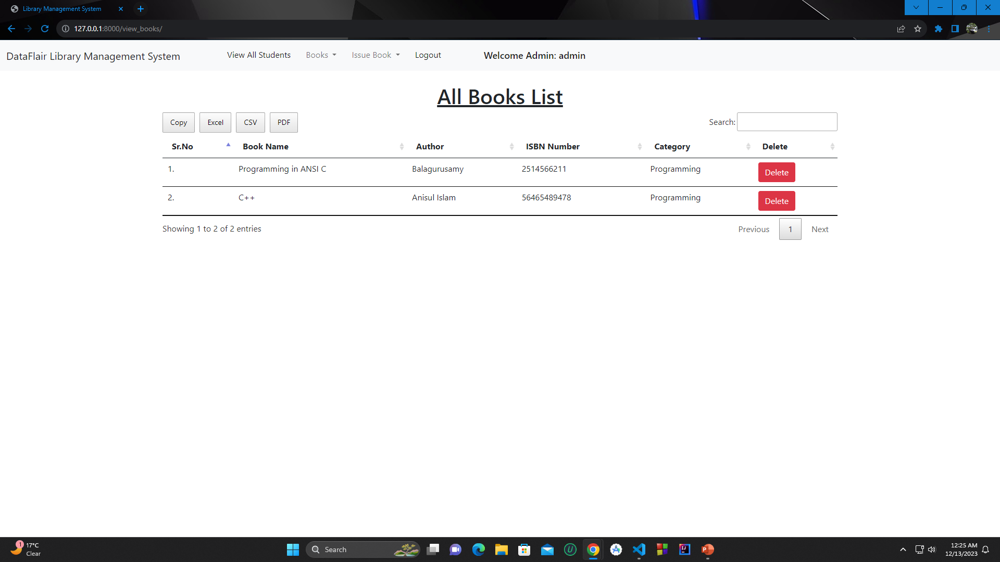 Library Management System
127.0.0.1:8000/view_books/
DataFlair Library Management System View All Students Books Issue Book Logout Welcome Admin: admin
All Books List
Copy Excel CSV PDF Search:
Sr.No Book Name Author ISBN Number Category Delete
1. Programming in ANSI C Balagurusamy 2514566211 Programming Delete
2. C++ Anisul Islam 56465489478 Programming Delete
Showing 1 to 2 of 2 entries Previous 1 Next
1 17°C
Clear
Search
12:25 AM
12/13/2023